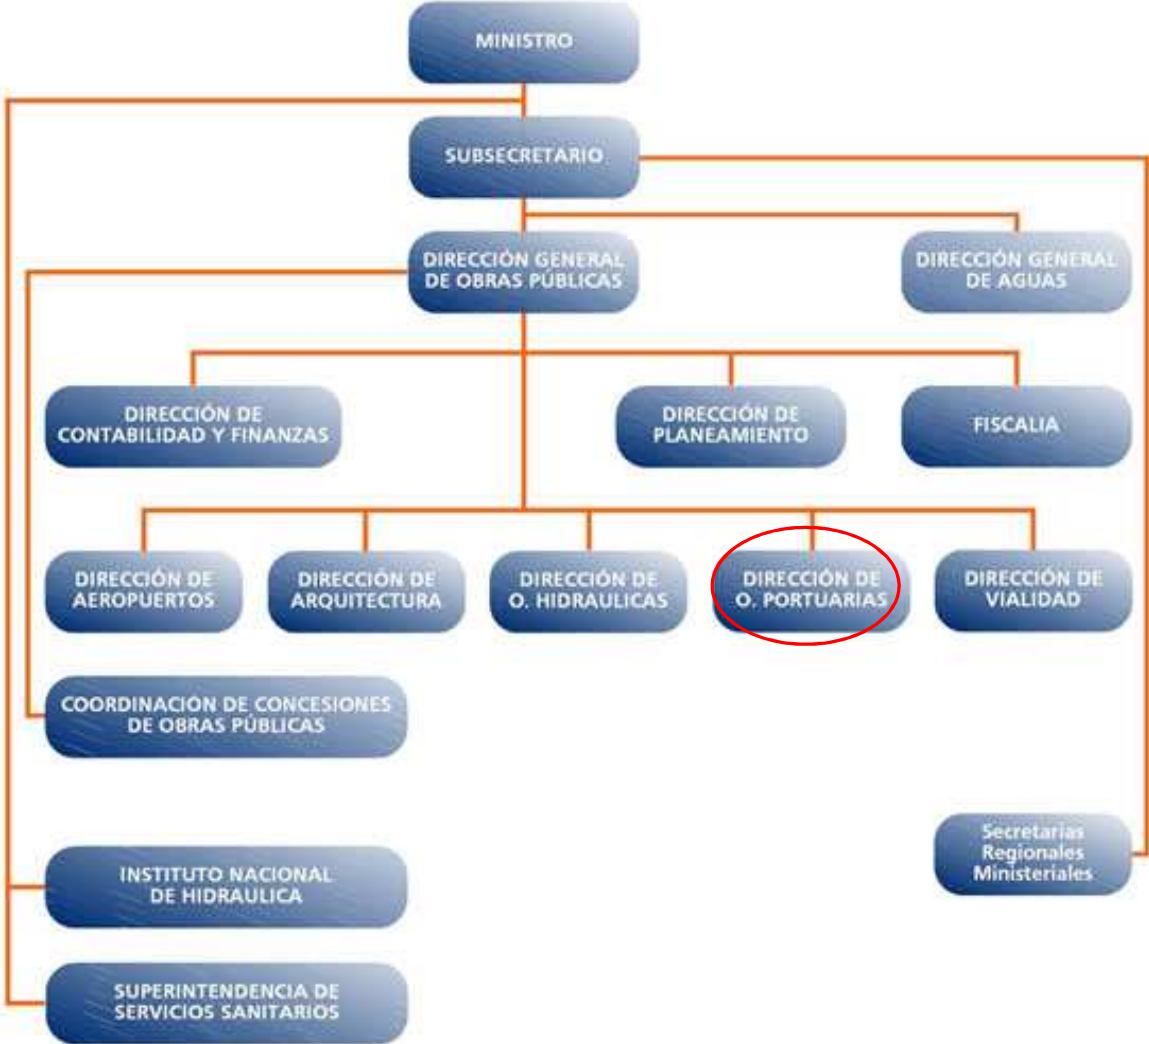 MINISTRO
SUBSECRETARIO
DIRECCIÓN GENERAL
DE OBRAS PÚBLICAS
DIRECCIÓN GENERAL
DE AGUAS
DIRECCIÓN DE
CONTABILIDAD Y FINANZAS
DIRECCIÓN DE
PLANEAMIENTO
FISCALIA
DIRECCIÓN DE
AEROPUERTOS
DIRECCIÓN DE
ARQUITECTURA
DIRECCIÓN DE
O. HIDRAULICAS
DIRECCIÓN DE
O. PORTUARIAS
DIRECCIÓN DE
VIALIDAD
COORDINACIÓN DE CONCESIONES
DE OBRAS PÚBLICAS
Secretarias
Regionales
Ministeriales
INSTITUTO NACIONAL
DE HIDRAULICA
SUPERINTENDENCIA DE
SERVICIOS SANITARIOS